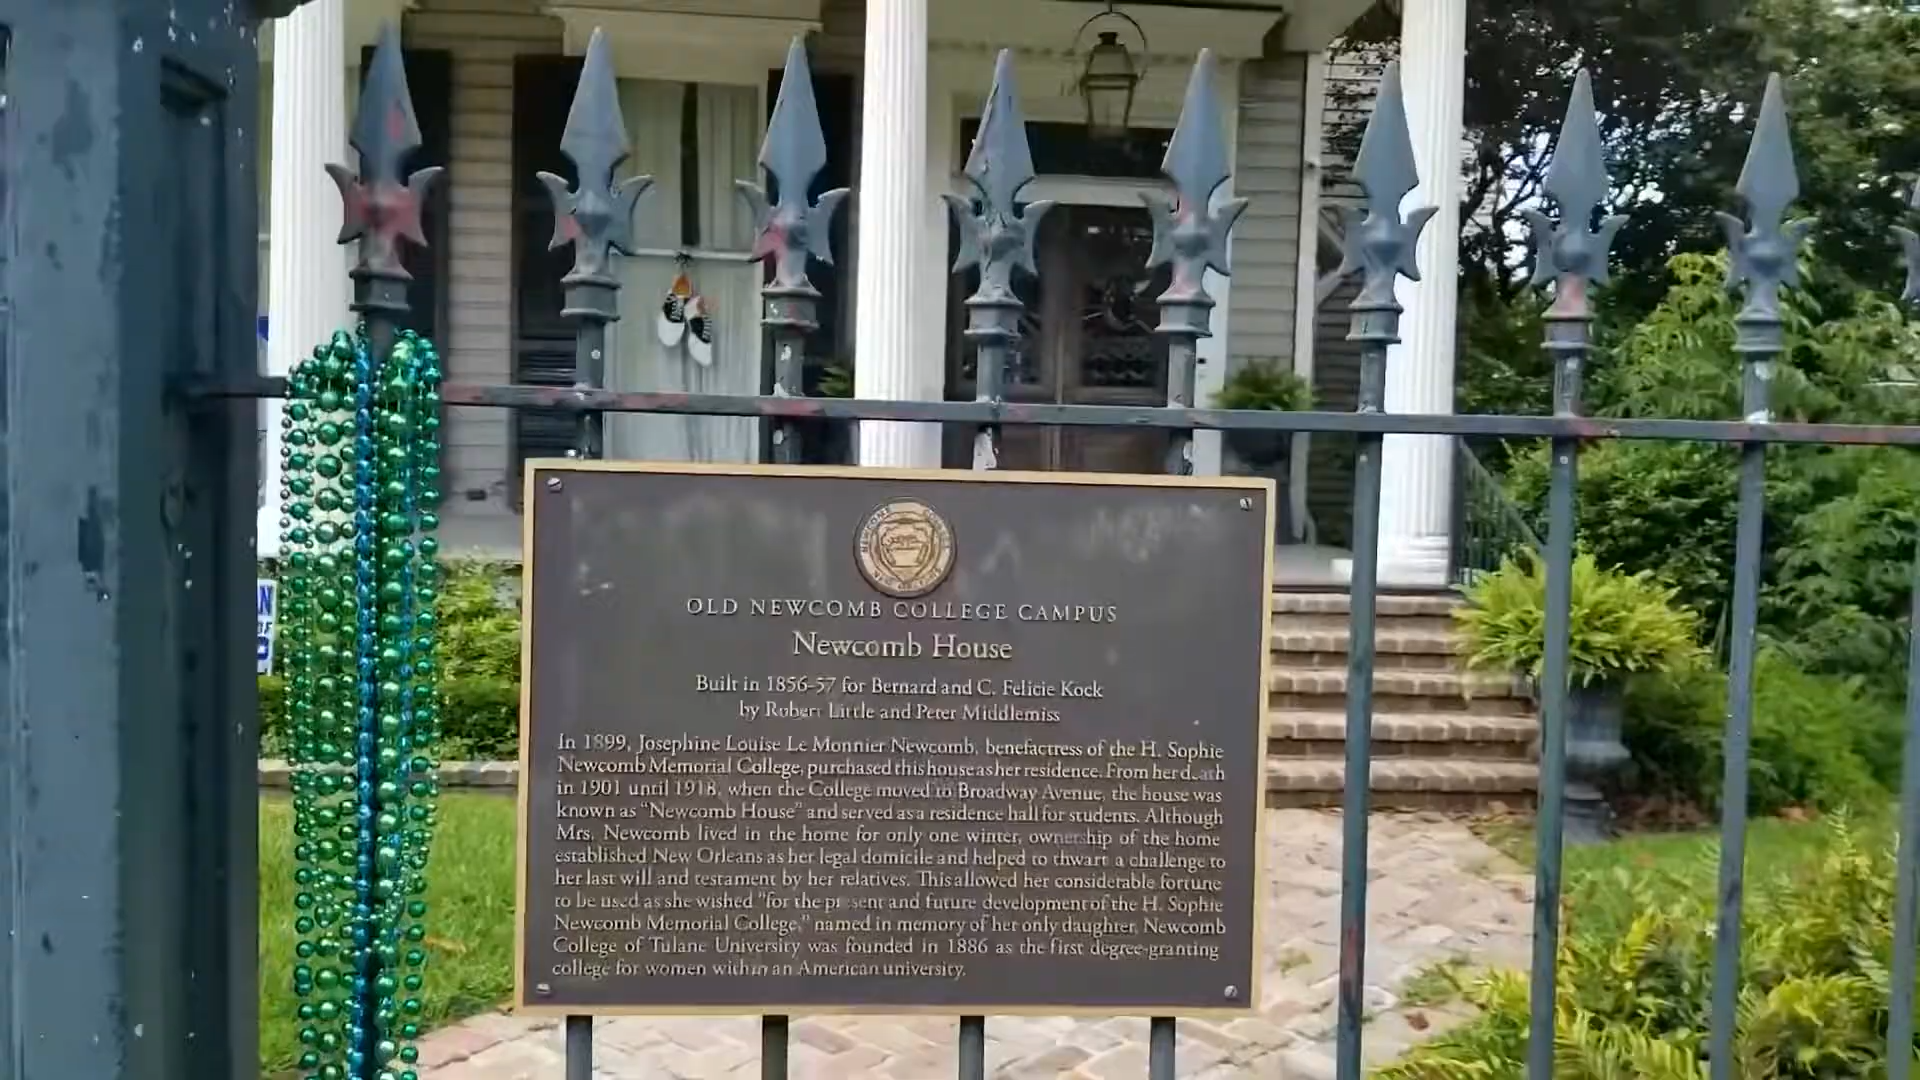 OLD NEWCOMB COLLEGE CAMPUS
Newcomb House
Built in 1856-57 for Bernard and C. Felicie Kock
by Robert Little and Peter Middlemiss
In 1899, Josephine Louise Le Monnier Newcomb, benefactress of the H. Sophie
Newcomb Memorial College, purchased this house as her residence. From her death
in 1901 until 1918, when the College moved to Broadway Avenue, the house was
known as "Newcomb House" and served as a residence hall for students. Although
Mrs. Newcomb lived in the home for only one winter, ownership of the home
established New Orleans as her legal domicile and helped to thwart a challenge to
her last will and testament by her relatives. This allowed her considerable fortune
to be used as she wished "for the present and future development of the H. Sophie
Newcomb Memorial College," named in memory of her only daughter. Newcomb
College of Tulane University was founded in 1886 as the first degree-granting
college for women within an American university.